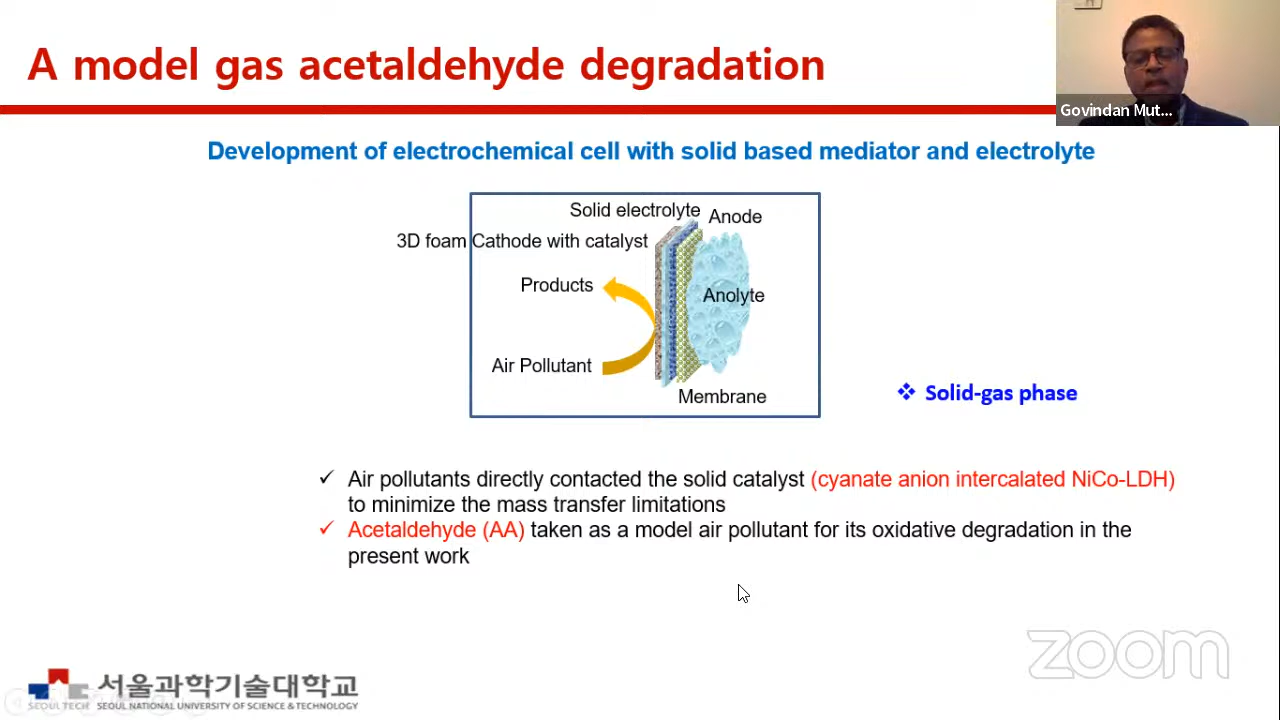 A model gas acetaldehyde degradation
Govindan Mut...
Development of electrochemical cell with solid based mediator and electrolyte
Solid electrolyte
Anode
3D foam Cathode with catalyst
Products
Anolyte
Air Pollutant
Membrane
❖ Solid-gas phase
✓ Air pollutants directly contacted the solid catalyst (cyanate anion intercalated NiCo-LDH)
to minimize the mass transfer limitations
✓ Acetaldehyde (AA) taken as a model air pollutant for its oxidative degradation in the
present work
zoom
서울과학기술대학교
SEOUL TECH
SEOUL NATIONAL UNIVERSITY OF SCIENCE & TECHNOLOGY